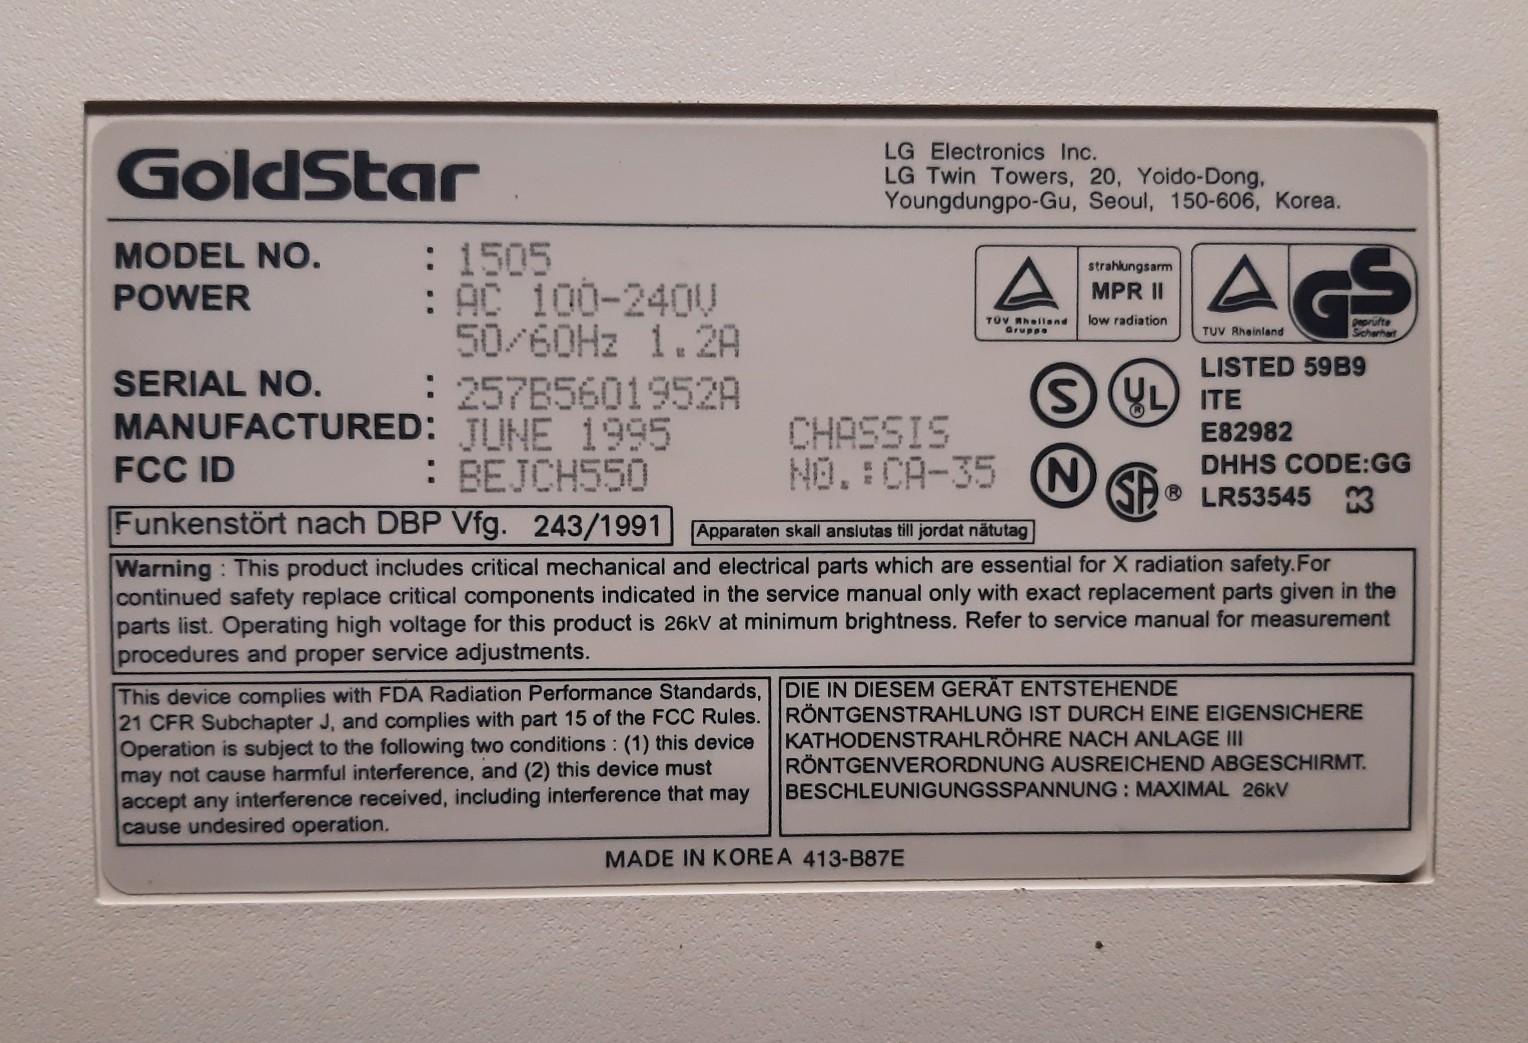 GoldStar
LG Electronics Inc.
LG Twin Towers, 20, Yoido-Dong,
Youngdungpo-Gu, Seoul, 150-606, Korea.
MODEL NO. : 1505
POWER : AC 100-240V
50/60Hz 1.2A
SERIAL NO. : 257B5601952A
MANUFACTURED: JUNE 1995
FCC ID : BEJCH550
CHASSIS
NO.:CA-35
TÜV Rheinland
Gruppe
strahlungsarm
MPR II
low radiation
TUV Rheinland
GS
geprüfte
Sicherheit
S
UL
®
N
SA ®
LISTED 59B9
ITE
E82982
DHHS CODE:GG
LR53545
Funkenstört nach DBP Vfg. 243/1991
Apparaten skall anslutas till jordat nätutag
Warning : This product includes critical mechanical and electrical parts which are essential for X radiation safety.For
continued safety replace critical components indicated in the service manual only with exact replacement parts given in the
parts list. Operating high voltage for this product is 26kV at minimum brightness. Refer to service manual for measurement
procedures and proper service adjustments.
This device complies with FDA Radiation Performance Standards,
21 CFR Subchapter J, and complies with part 15 of the FCC Rules.
Operation is subject to the following two conditions : (1) this device
may not cause harmful interference, and (2) this device must
accept any interference received, including interference that may
cause undesired operation.
DIE IN DIESEM GERÄT ENTSTEHENDE
RÖNTGENSTRAHLUNG IST DURCH EINE EIGENSICHERE
KATHODENSTRAHLRÖHRE NACH ANLAGE III
RÖNTGENVERORDNUNG AUSREICHEND ABGESCHIRMT.
BESCHLEUNIGUNGSSPANNUNG : MAXIMAL 26kV
MADE IN KOREA 413-B87E